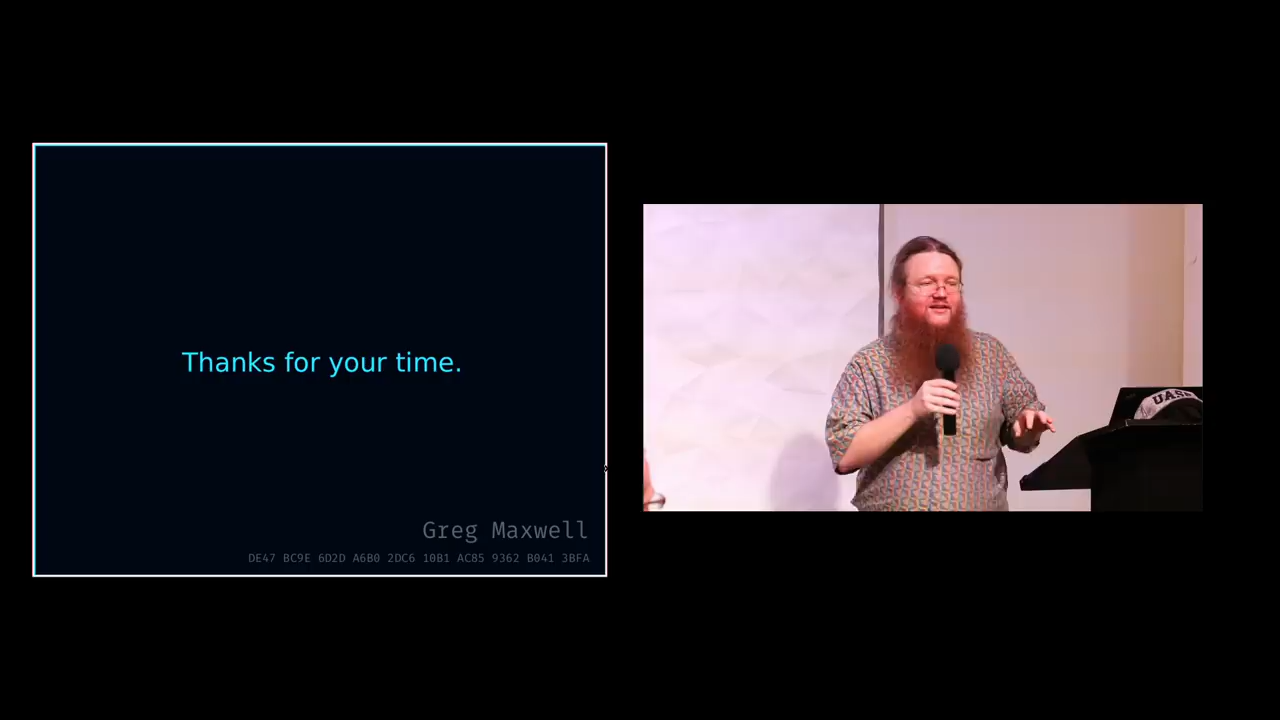 Thanks for your time.
Greg Maxwell
DE47 BC9E 6D2D A6B0 2DC6 10B1 AC85 9362 B041 3BFA